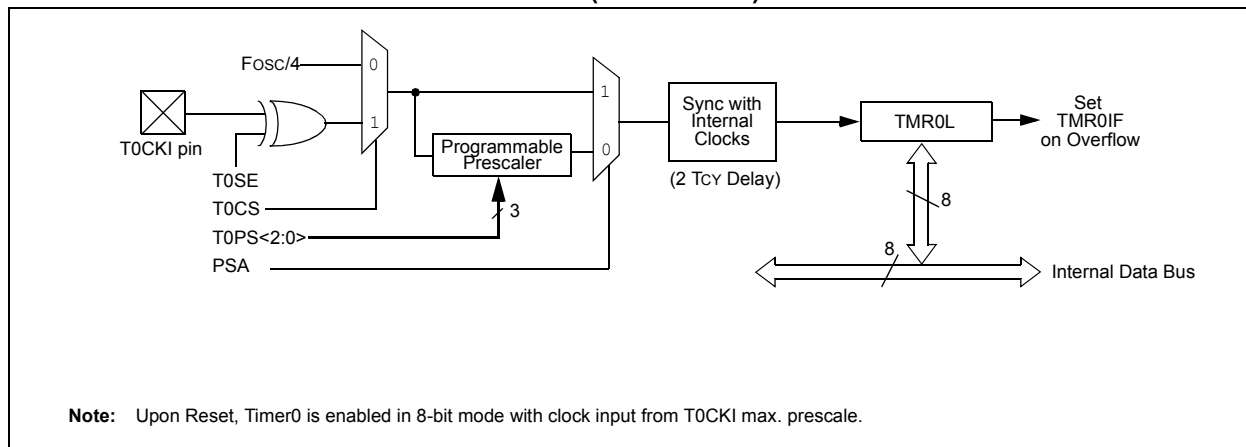 FOSC/4
0
1
T0CKI pin
T0SE
T0CS
T0PS<2:0>
PSA
Programmable
Prescaler
3
1
0
Sync with
Internal
Clocks
(2 TCY Delay)
TMR0L
Set
TMR0IF
on Overflow
8
8
Internal Data Bus
Note: Upon Reset, Timer0 is enabled in 8-bit mode with clock input from T0CKI max. prescale.